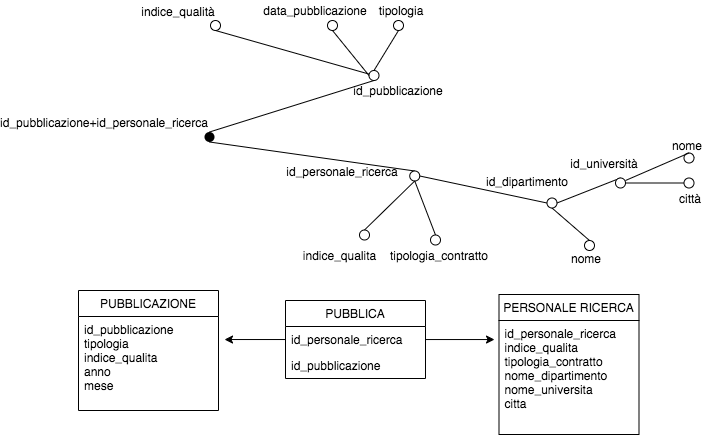 indice_qualità
data_pubblicazione
tipologia
id_pubblicazione
id_pubblicazione+id_personale_ricerca
id_personale_ricerca
id_dipartimento
id_università
nome
città
nome
indice_qualita
tipologia_contratto
PUBBLICAZIONE
id_pubblicazione
tipologia
indice_qualita
anno
mese
PUBBLICA
id_personale_ricerca
id_pubblicazione
PERSONALE RICERCA
id_personale_ricerca
indice_qualita
tipologia_contratto
nome_dipartimento
nome_universita
citta